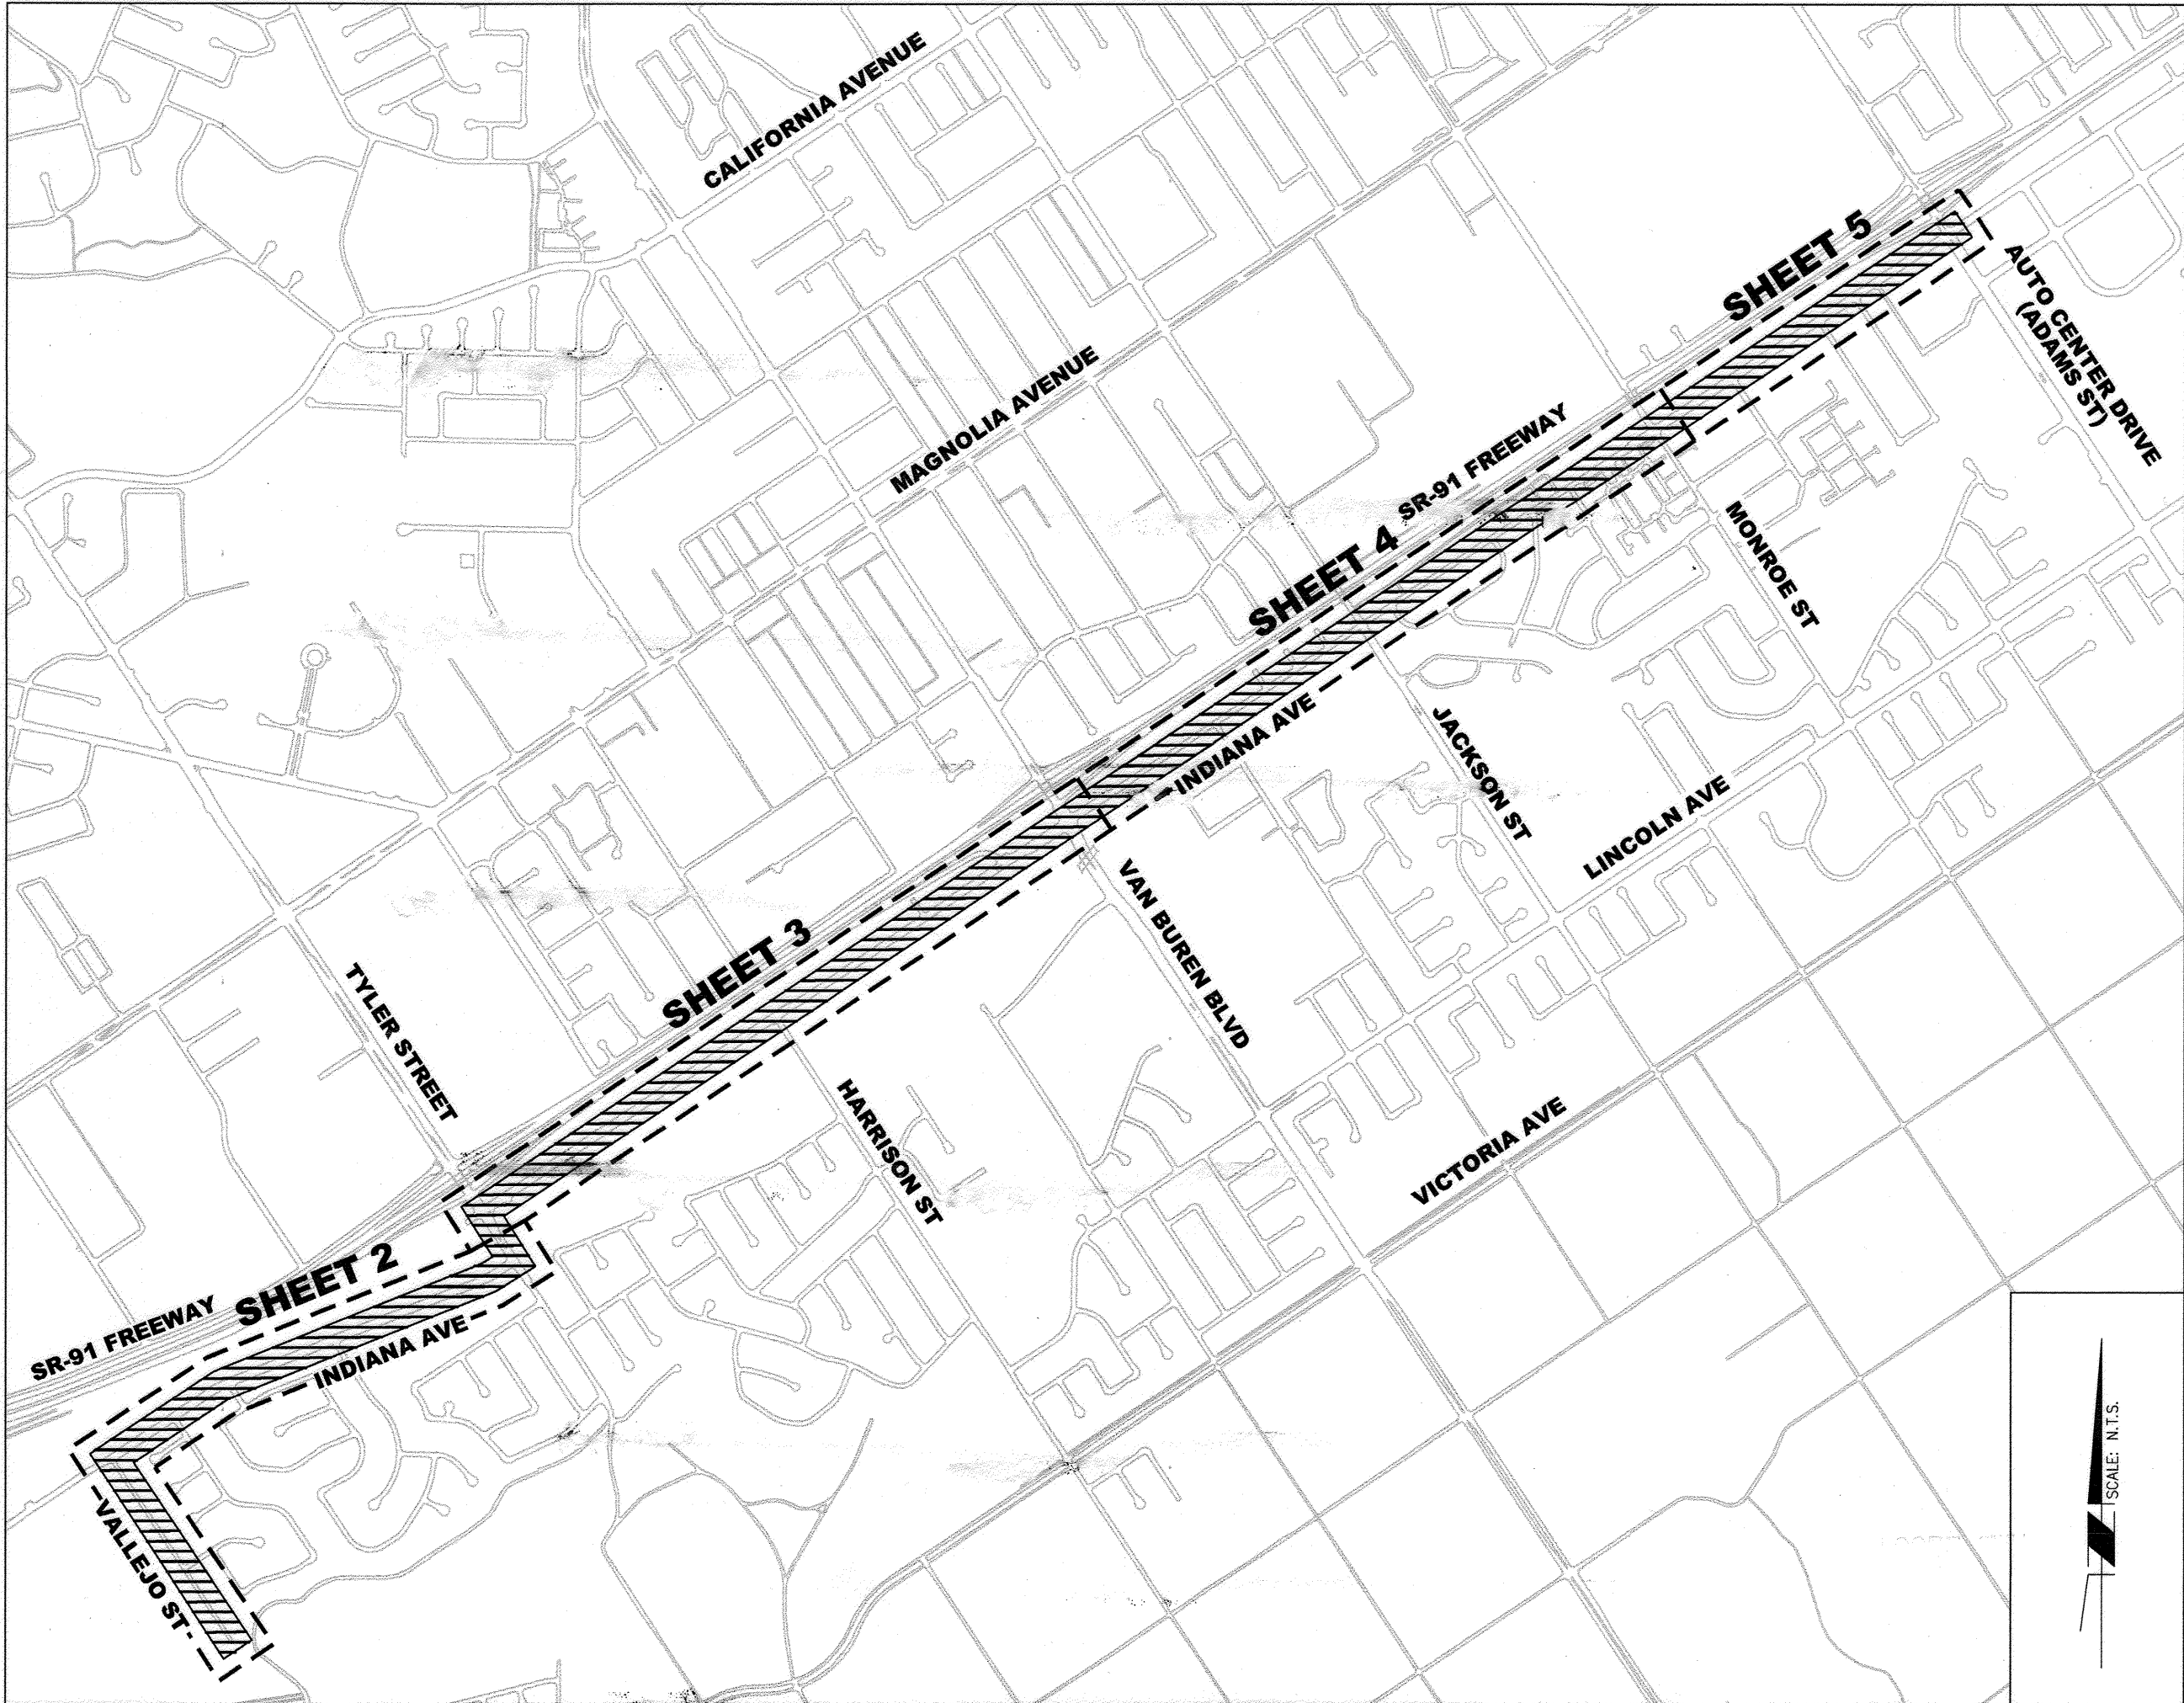 CALIFORNIA AVENUE
SHEET 5
AUTO CENTER DRIVE
(ADAMS ST)
MAGNOLIA AVENUE
SR-91 FREEWAY
SHEET 4
MONROE ST
INDIANA AVE
JACKSON ST
LINCOLN AVE
SHEET 3
VAN BUREN BLVD
TYLER STREET
HARRISON ST
VICTORIA AVE
SHEET 2
SR-91 FREEWAY
INDIANA AVE
VALLEJO ST
SCALE: N.T.S.
N